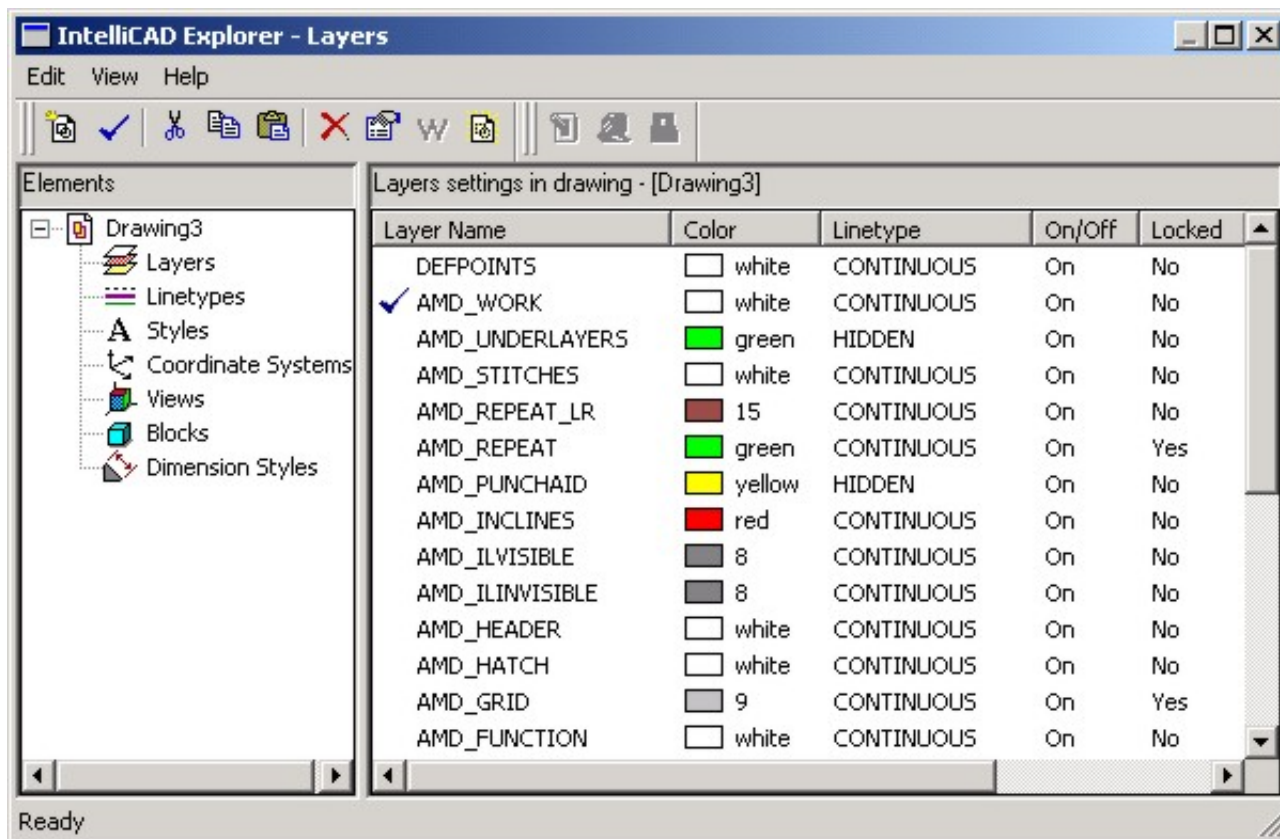 IntelliCAD Explorer - Layers
Edit View Help
W
Elements
Drawing3
Layers
Linetypes
A Styles
Coordinate Systems
Views
Blocks
Dimension Styles
Layers settings in drawing - [Drawing3]
Layer Name Color Linetype On/Off Locked
DEFPOINTS white CONTINUOUS On No
AMD_WORK white CONTINUOUS On No
AMD_UNDERLAYERS green HIDDEN On No
AMD_STITCHES white CONTINUOUS On No
AMD_REPEAT_LR 15 CONTINUOUS On No
AMD_REPEAT green CONTINUOUS On Yes
AMD_PUNCHAID yellow HIDDEN On No
AMD_INCLINES red CONTINUOUS On No
AMD_ILVISIBLE 8 CONTINUOUS On No
AMD_ILINVISIBLE 8 CONTINUOUS On No
AMD_HEADER white CONTINUOUS On No
AMD_HATCH white CONTINUOUS On No
AMD_GRID 9 CONTINUOUS On Yes
AMD_FUNCTION white CONTINUOUS On No
Ready